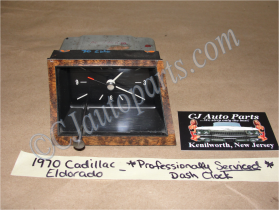 ©CJautoparts.com
CJ Auto Parts
Kenilworth, New Jersey
1970 Cadillac - *Professionally Serviced*
Eldorado Dash Clock